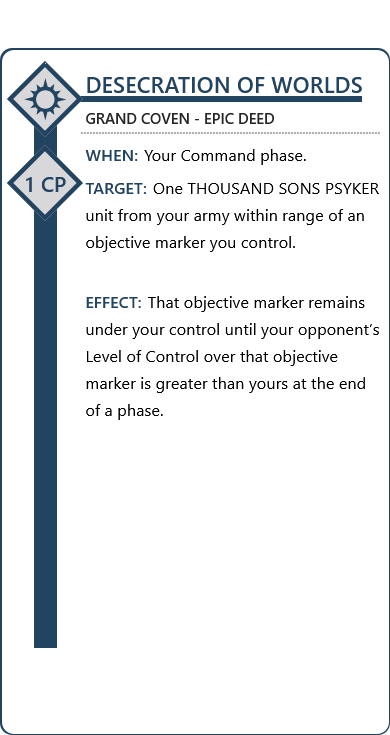 DESECRATION OF WORLDS
GRAND COVEN - EPIC DEED
1 CP
WHEN: Your Command phase.
TARGET: One THOUSAND SONS PSYKER
unit from your army within range of an
objective marker you control.
EFFECT: That objective marker remains
under your control until your opponent’s
Level of Control over that objective
marker is greater than yours at the end
of a phase.